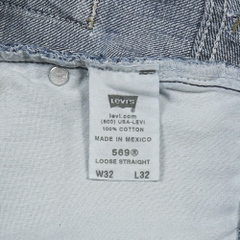 Levi's
levi.com
(800) USA-LEVI
100% COTTON
MADE IN MEXICO
569®
LOOSE STRAIGHT
W32 L32